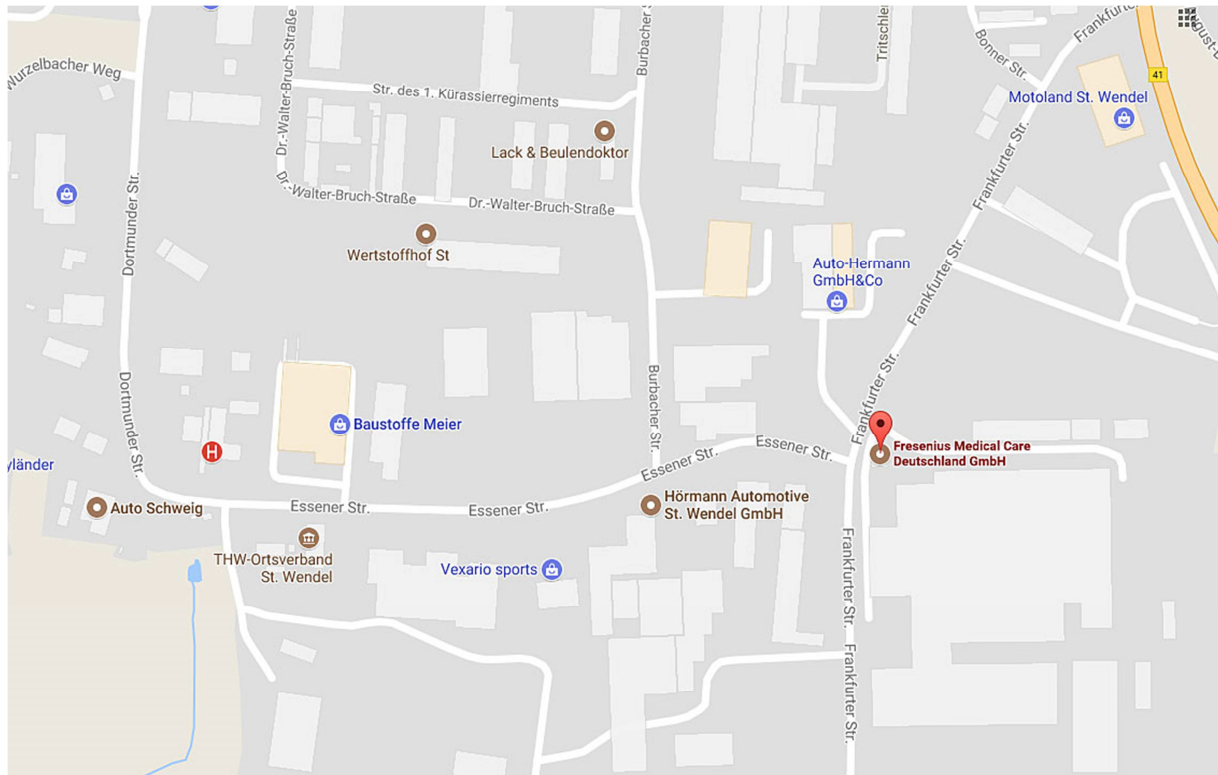 Wurzelbacher Weg
Dortmunder Str.
Dr.-Walter-Bruch-Straße
Str. des 1. Kürassierregiments
Burbacher S
Tritschle
Bonner Str.
Frankfurter
41
Motoland St. Wendel
Lack & Beulendoktor
Dr.-Walter-Bruch-Straße
Dr.-Walter-Bruch-Straße
Frankfurter Str.
Wertstoffhof St
Auto-Hermann
GmbH&Co
Frankfurter Str.
Dortmunder Str.
Burbacher Str.
Frankfurter Str.
Baustoffe Meier
H
Essener Str.
Essener Str.
Fresenius Medical Care
Deutschland GmbH
yländer
Auto Schweig
Essener Str.
Essener Str.
Hörmann Automotive
St. Wendel GmbH
THW-Ortsverband
St. Wendel
Vexario sports
Frankfurter Str.
Frankfurter Str.